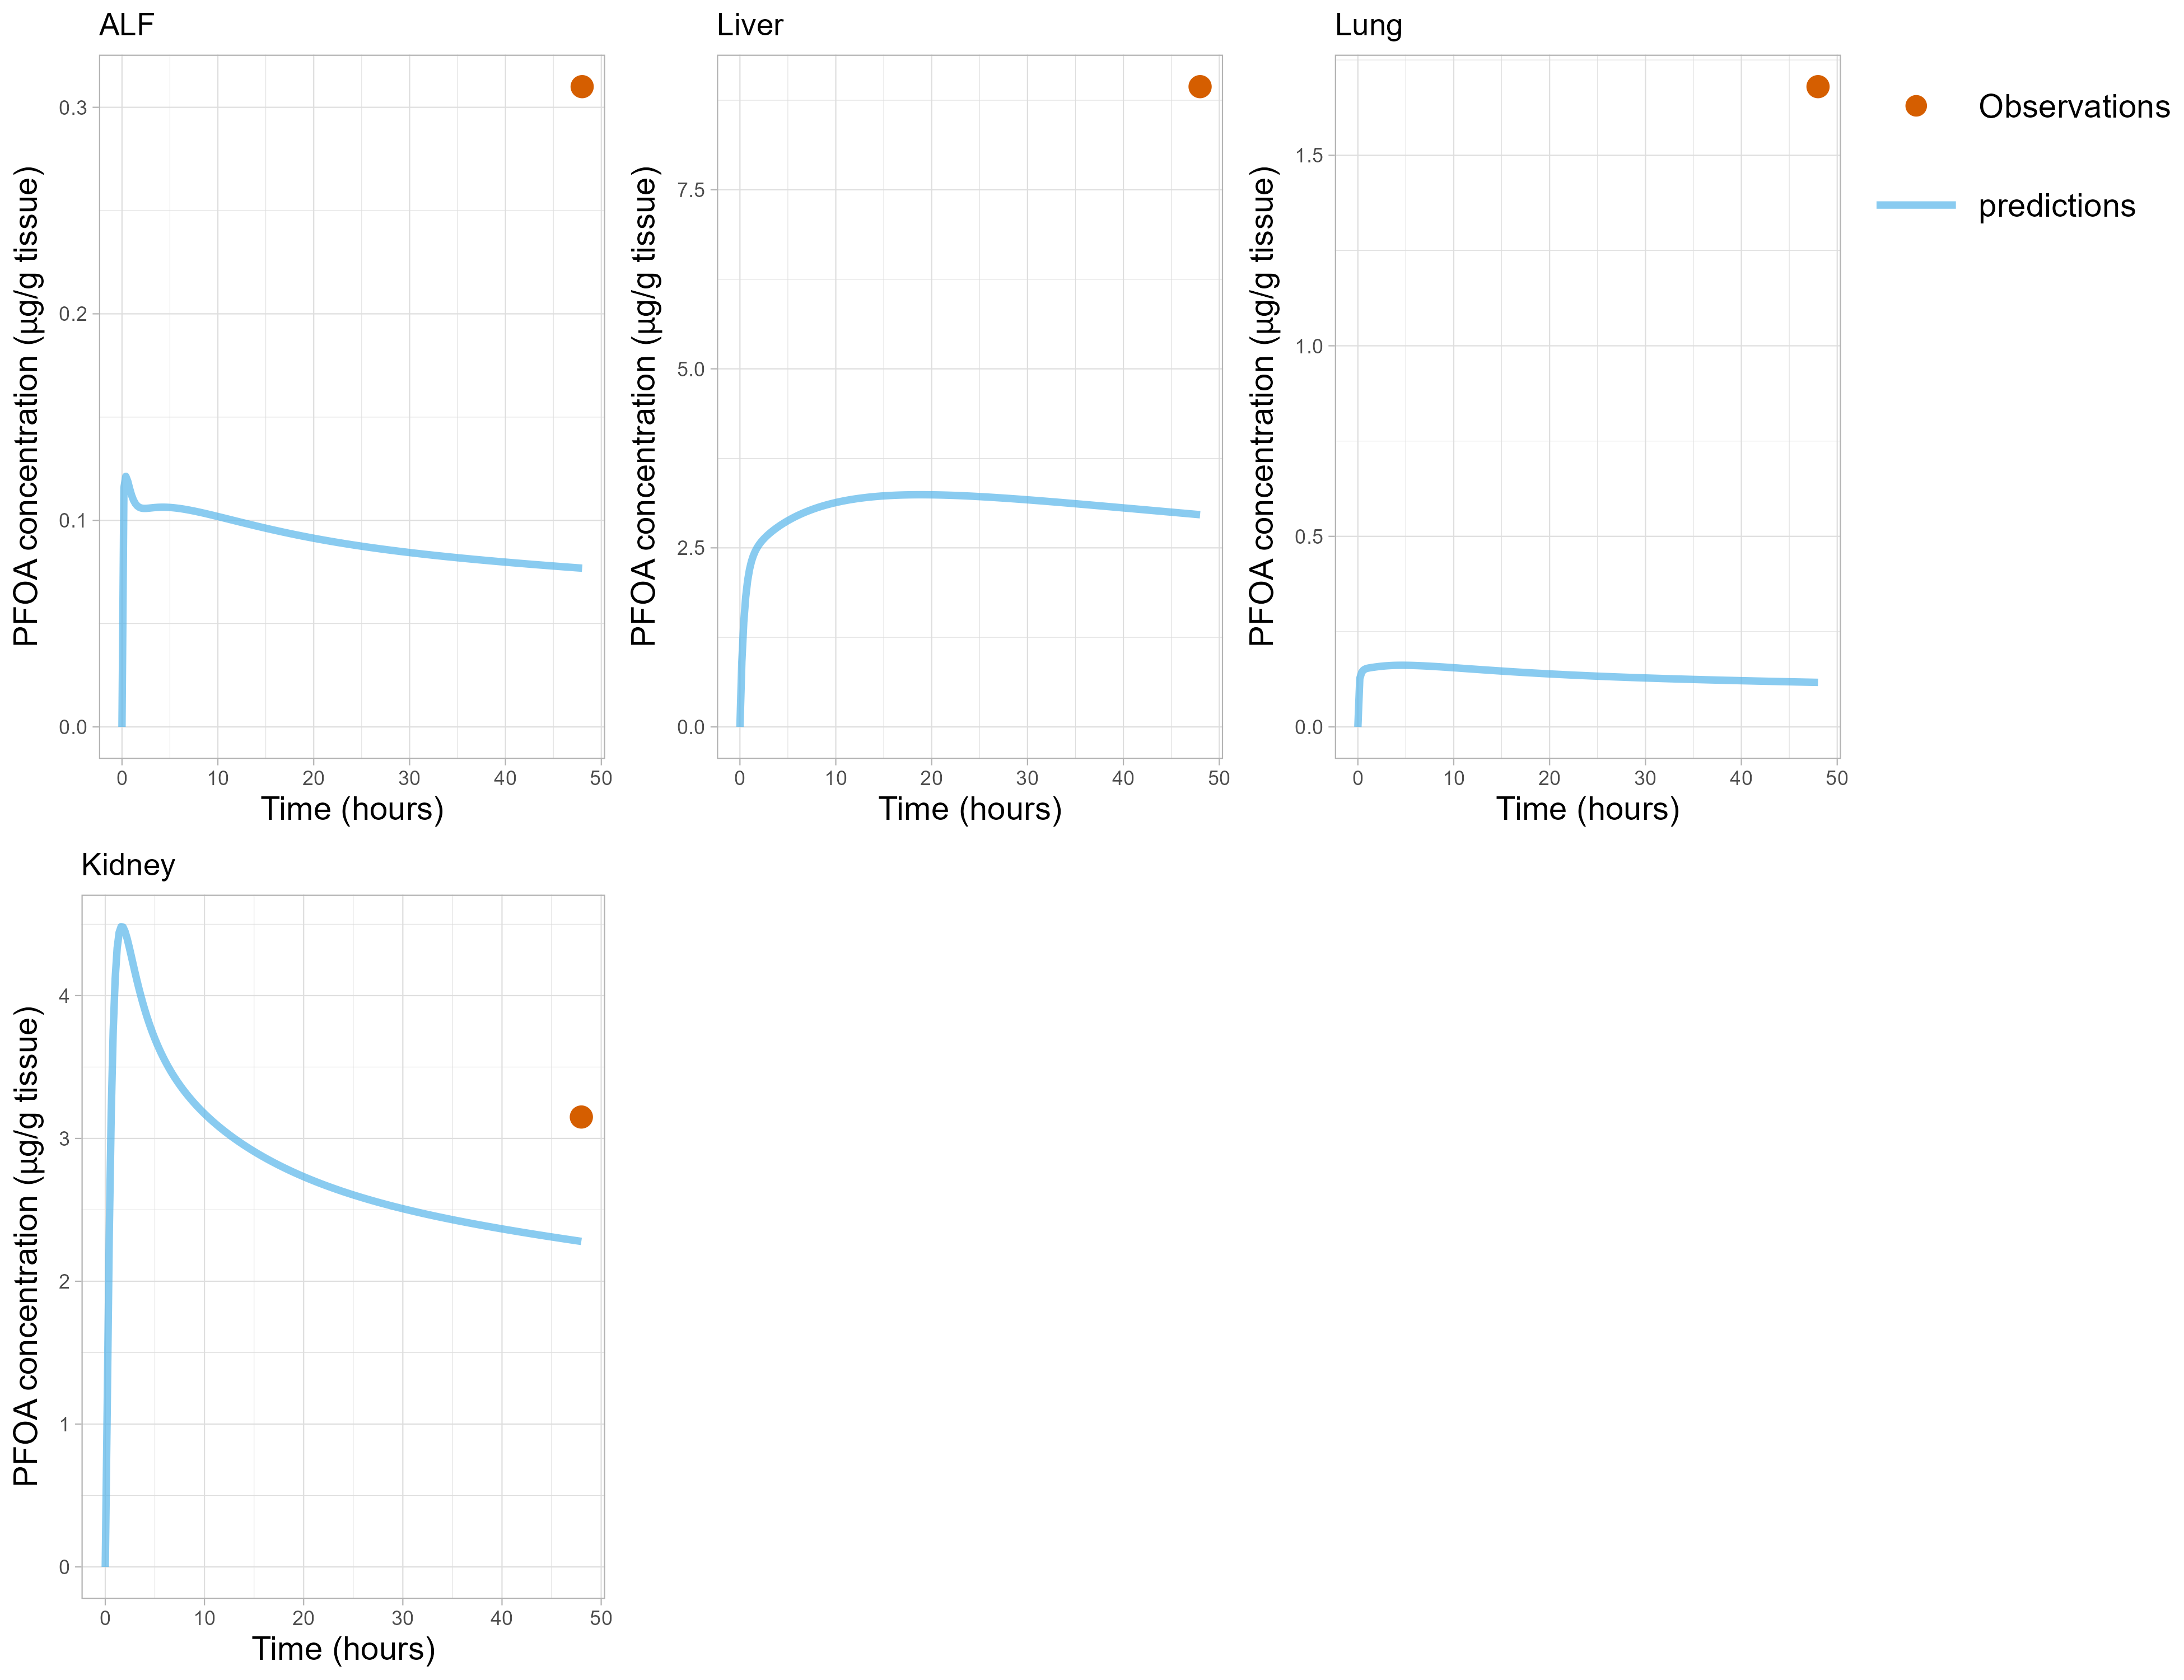 ALF
PFOA concentration (µg/g tissue)
0.3
0.2
0.1
0.0
0 10 20 30 40 50
Time (hours)
Liver
PFOA concentration (µg/g tissue)
7.5
5.0
2.5
0.0
0 10 20 30 40 50
Time (hours)
Lung
PFOA concentration (µg/g tissue)
1.5
1.0
0.5
0.0
0 10 20 30 40 50
Time (hours)
Observations
predictions
Kidney
PFOA concentration (µg/g tissue)
4
3
2
1
0
0 10 20 30 40 50
Time (hours)